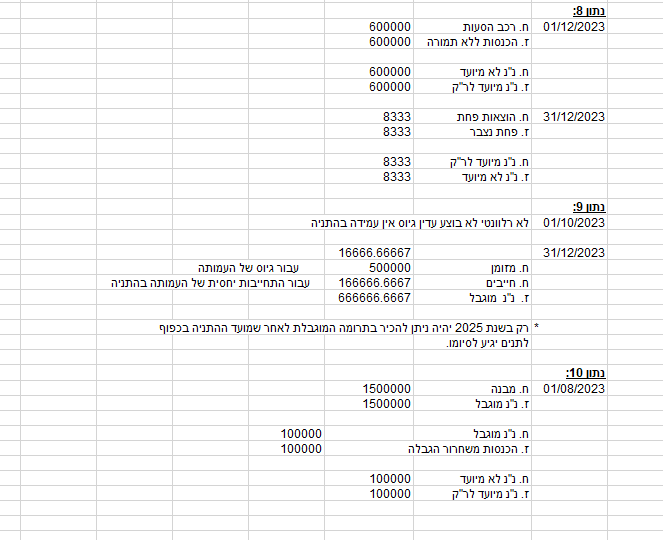 נתון 8:
01/12/2023 ח. רכב הסעות 600000
ז. הכנסות ללא תמורה 600000
ח. נ"נ לא מיועד 600000
ז. נ"נ מיועד לר"ק 600000
31/12/2023 ח. הוצאות פחת 8333
ז. פחת נצבר 8333
ח. נ"נ מיועד לר"ק 8333
ז. נ"נ לא מיועד 8333
נתון 9:
01/10/2023 לא רלוונטי לא בוצע עדין גיוס אין עמידה בהתניה
31/12/2023 16666.66667
ח. מזומן 500000 עבור גיוס של העמותה
ח. חייבים 166666.6667 עבור התחייבות יחסית של העמותה בהתניה
ז. נ"נ מוגבל 666666.6667
* רק בשנת 2025 יהיה ניתן להכיר בתרומה המוגבלת לאחר שמועד ההתניה בכפוף
לתנים יגיע לסיומו.
נתון 10:
01/08/2023 ח. מבנה 1500000
ז. נ"נ מוגבל 1500000
ח. נ"נ מוגבל 100000
ז. הכנסות משחרור הגבלה 100000
ח. נ"נ לא מיועד 100000
ז. נ"נ מיועד לר"ק 100000